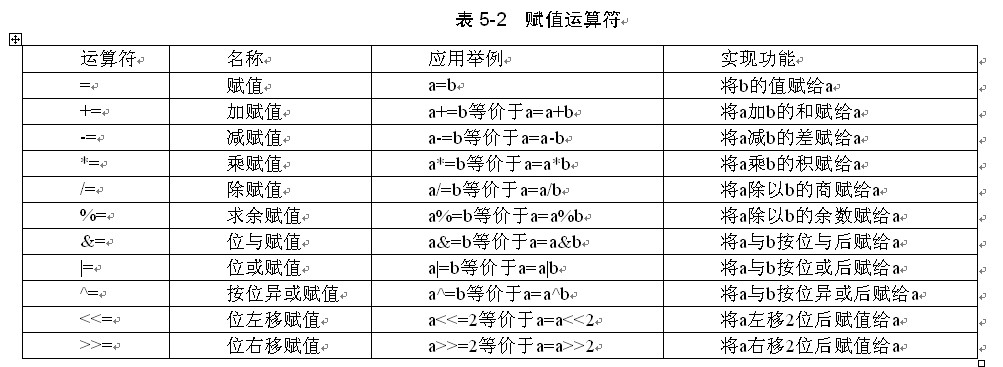 表 5-2 赋值运算符
运算符 名称 应用举例 实现功能
= 赋值 a=b 将b的值赋给a
+= 加赋值 a+=b等价于a=a+b 将a加b的和赋给a
-= 减赋值 a-=b等价于a=a-b 将a减b的差赋给a
*= 乘赋值 a*=b等价于a=a*b 将a乘b的积赋给a
/= 除赋值 a/=b等价于a=a/b 将a除以b的商赋给a
%= 求余赋值 a%=b等价于a=a%b 将a除以b的余数赋给a
&= 位与赋值 a&=b等价于a=a&b 将a与b按位与后赋给a
|= 位或赋值 a|=b等价于a=a|b 将a与b按位或后赋给a
^= 按位异或赋值 a^=b等价于a=a^b 将a与b按位异或后赋给a
<<= 位左移赋值 a<<=2等价于a=a<<2 将a左移2位后赋值给a
>>= 位右移赋值 a>>=2等价于a=a>>2 将a右移2位后赋值给a